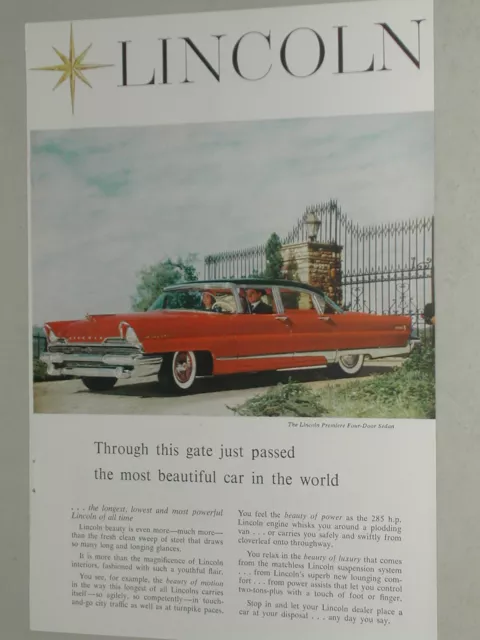 LINCOLN
The Lincoln Premiere Four-Door Sedan
Through this gate just passed
the most beautiful car in the world
. . . the longest, lowest and most powerful
Lincoln of all time
Lincoln beauty is even more—much more—
than the fresh clean sweep of steel that draws
so many long and longing glances.
It is more than the magnificence of Lincoln
interiors, fashioned with such a youthful flair.
You see, for example, the beauty of motion
in the way this longest of all Lincolns carries
itself—so agilely, so competently—in touch-
and-go city traffic as well as at turnpike paces.
You feel the beauty of power as the 285 h.p.
Lincoln engine whisks you around a plodding
van . . . or carries you safely and swiftly from
cloverleaf onto throughway.
You relax in the beauty of luxury that comes
from the matchless Lincoln suspension system
. . . from Lincoln's superb new lounging com-
fort . . . from power assists that let you control
two-tons-plus with a touch of foot or finger.
Stop in and let your Lincoln dealer place a
car at your disposal . . . any day you say.